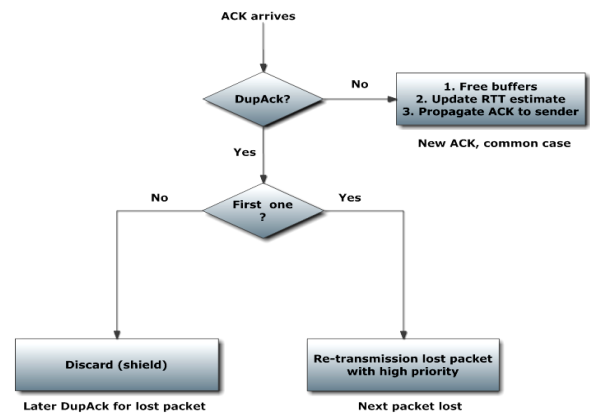 ACK arrives
DupAck?
No
1. Free buffers
2. Update RTT estimate
3. Propagate ACK to sender
New ACK, common case
Yes
First one
?
No
Yes
Discard (shield)
Later DupAck for lost packet
Re-transmission lost packet
with high priority
Next packet lost